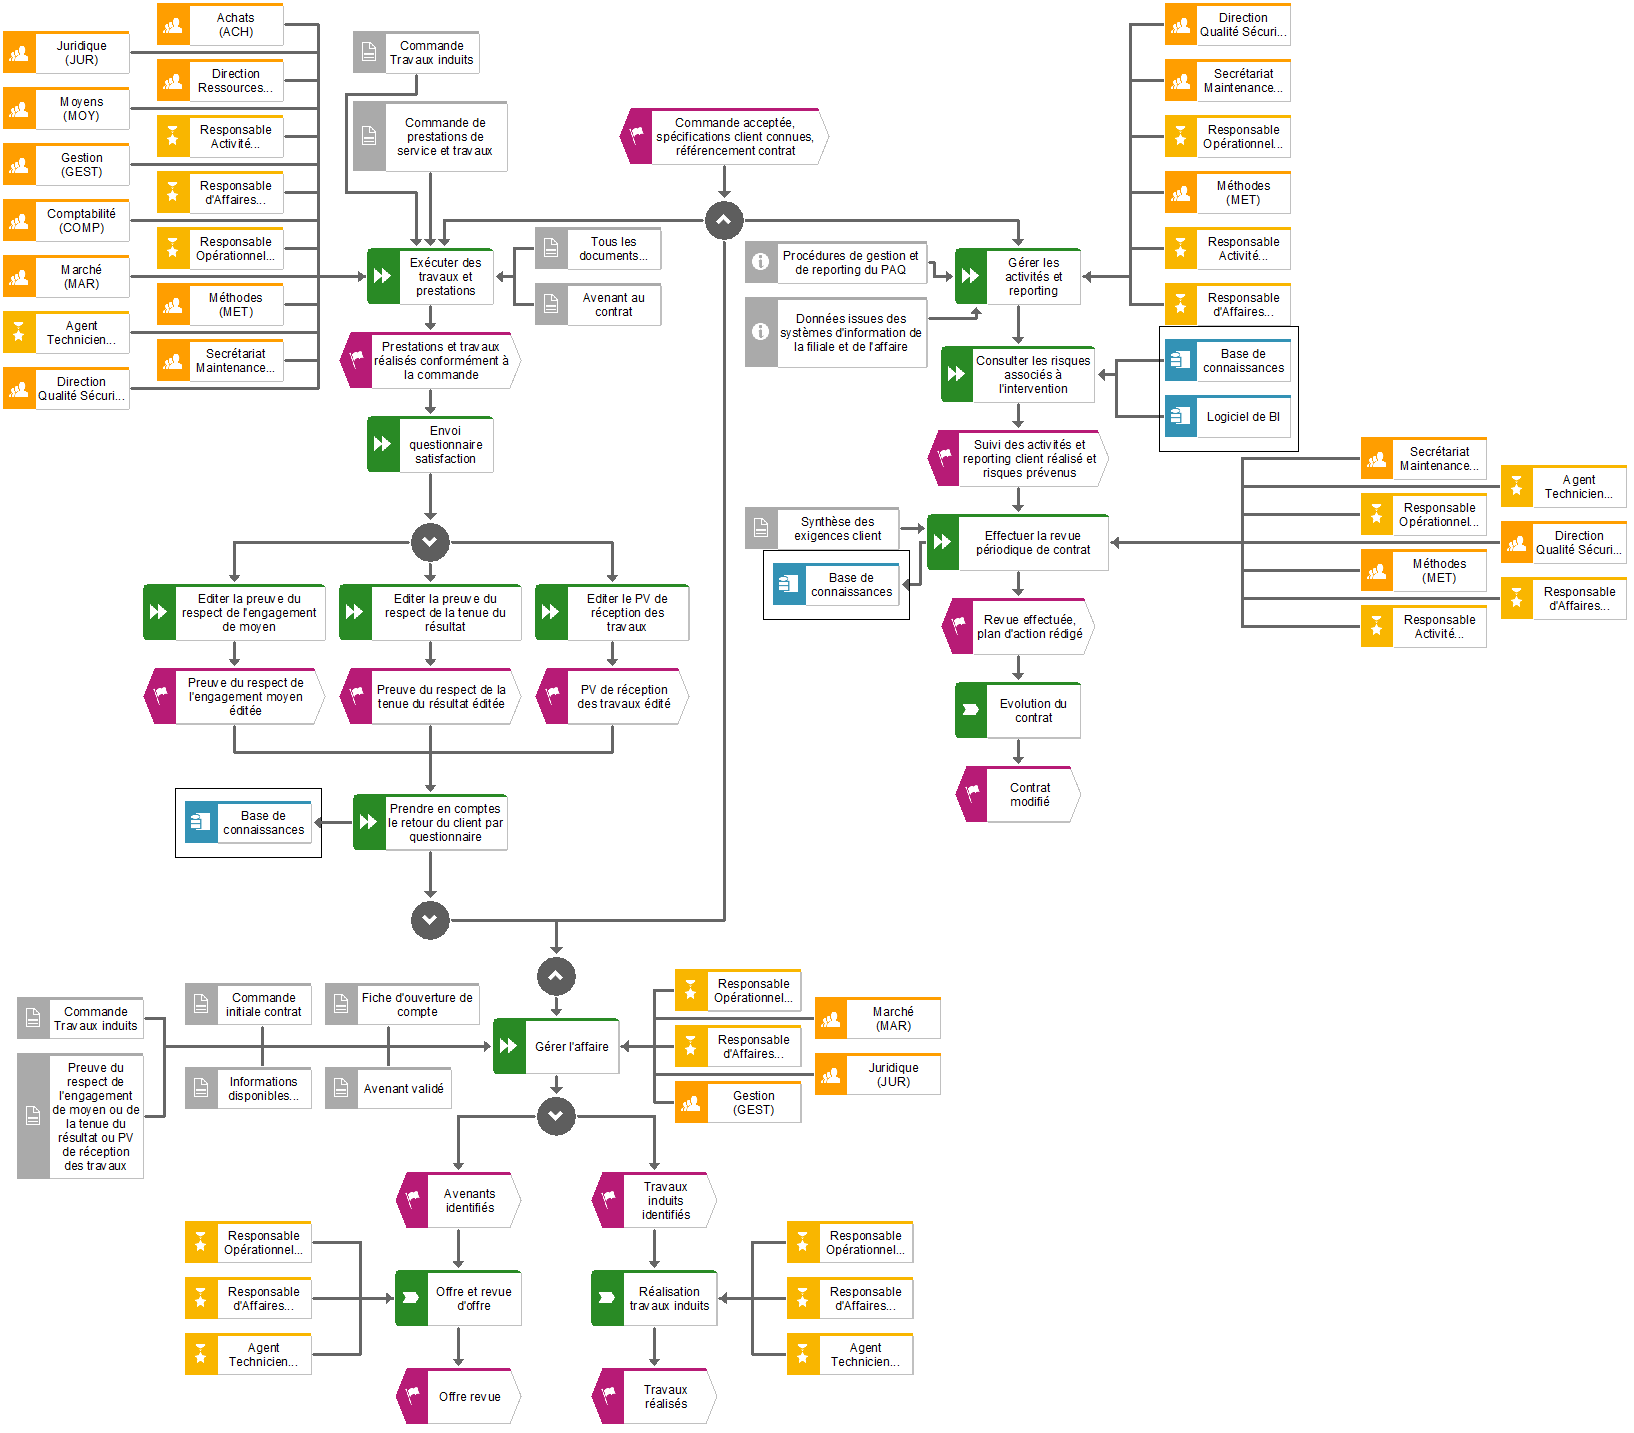 Achats
(ACH)
Juridique
(JUR)
Direction
Ressources...
Moyens
(MOY)
Responsable
Activité...
Gestion
(GEST)
Responsable
d'Affaires...
Comptabilité
(COMP)
Responsable
Opérationnel...
Marché
(MAR)
Méthodes
(MET)
Agent
Technicien...
Secrétariat
Maintenance...
Direction
Qualité Sécuri...
Commande
Travaux induits
Commande de
prestations de
service et travaux
Commande acceptée,
spécifications client connues,
référencement contrat
Exécuter des
travaux et
prestations
Tous les
documents...
Avenant au
contrat
Prestations et travaux
réalisés conformément à
la commande
Envoi
questionnaire
satisfaction
Editer la preuve du
respect de l'engagement
de moyen
Editer la preuve du
respect de la tenue du
résultat
Editer le PV de
réception des
travaux
Preuve du respect de
l'engagement moyen
éditée
Preuve du respect de la
tenue du résultat éditée
PV de réception
des travaux édité
Base de
connaissances
Prendre en comptes
le retour du client par
questionnaire
Direction
Qualité Sécuri...
Secrétariat
Maintenance...
Responsable
Opérationnel...
Méthodes
(MET)
Responsable
Activité...
Responsable
d'Affaires...
Procédures de gestion et
de reporting du PAQ
Gérer les
activités et
reporting
Données issues des
systèmes d'information de
la filiale et de l'affaire
Consulter les risques
associés à
l'intervention
Base de
connaissances
Logiciel de BI
Suivi des activités et
reporting client réalisé et
risques prévenus
Synthèse des
exigences client
Effectuer la revue
périodique de contrat
Base de
connaissances
Secrétariat
Maintenance...
Agent
Technicien...
Responsable
Opérationnel...
Direction
Qualité Sécuri...
Méthodes
(MET)
Responsable
d'Affaires...
Responsable
Activité...
Revue effectuée,
plan d'action rédigé
Evolution du
contrat
Contrat
modifié
Commande
Travaux induits
Commande
initiale contrat
Fiche d'ouverture de
compte
Preuve du
respect de
l'engagement
de moyen ou de
la tenue du
résultat ou PV
de réception
des travaux
Informations
disponibles...
Avenant validé
Gérer l'affaire
Responsable
Opérationnel...
Marché
(MAR)
Responsable
d'Affaires...
Juridique
(JUR)
Gestion
(GEST)
Avenants
identifiés
Travaux
induits
identifiés
Responsable
Opérationnel...
Responsable
d'Affaires...
Agent
Technicien...
Offre et revue
d'offre
Réalisation
travaux induits
Responsable
Opérationnel...
Responsable
d'Affaires...
Agent
Technicien...
Offre revue
Travaux
réalisés